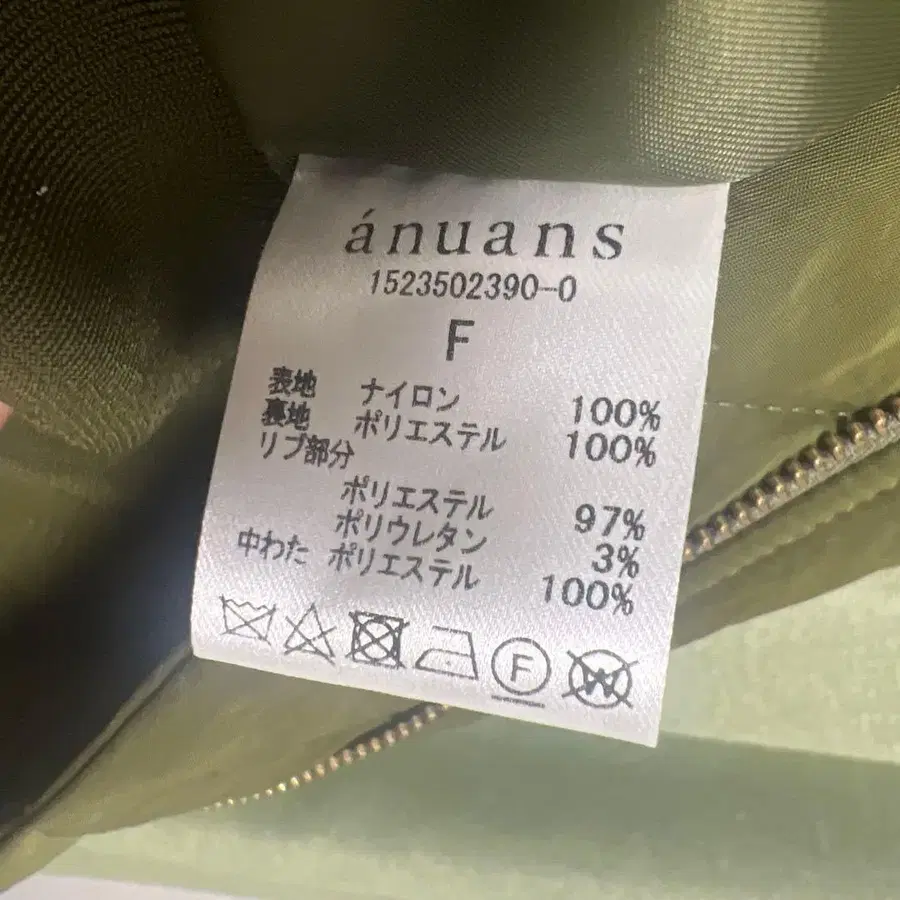 ánuans
1523502390-0
F
表地 ナイロン 100%
裏地 ポリエステル 100%
リブ部分
ポリエステル 97%
ポリウレタン 3%
中わた ポリエステル 100%
F W